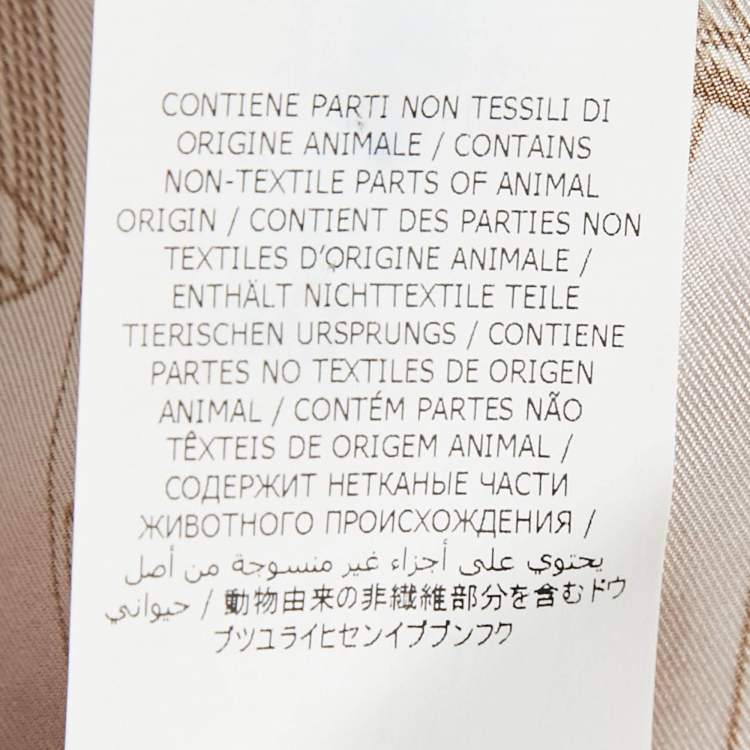 CONTIENE PARTI NON TESSILI DI
ORIGINE ANIMALE / CONTAINS
NON-TEXTILE PARTS OF ANIMAL
ORIGIN / CONTIENT DES PARTIES NON
TEXTILES D'ORIGINE ANIMALE /
ENTHÄLT NICHTTEXTILE TEILE
TIERISCHEN URSPRUNGS / CONTIENE
PARTES NO TEXTILES DE ORIGEN
ANIMAL / CONTÉM PARTES NÃO
TÊXTEIS DE ORIGEM ANIMAL /
СОДЕРЖИТ НЕТКАНЫЕ ЧАСТИ
ЖИВОТНОГО ПРОИСХОЖДЕНИЯ /
يحتوي على أجزاء غير منسوجة من أصل
حيواني / 動物由来の非繊維部分を含むドウ
ブツユライヒセンイブブンフク